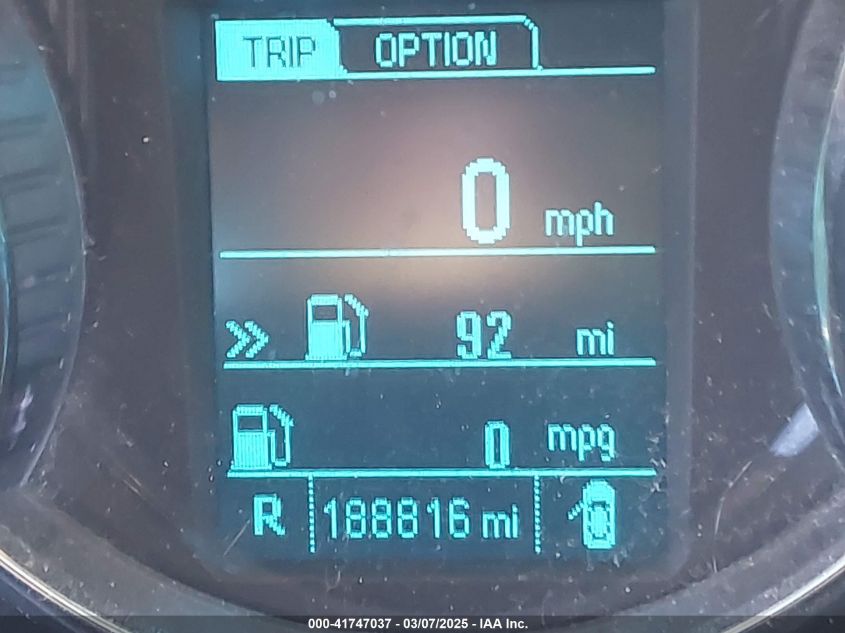 TRIP OPTION
0 mph
» 92 mi
0 mpg
R 188816 mi
000-41747037 - 03/07/2025 - IAA Inc.